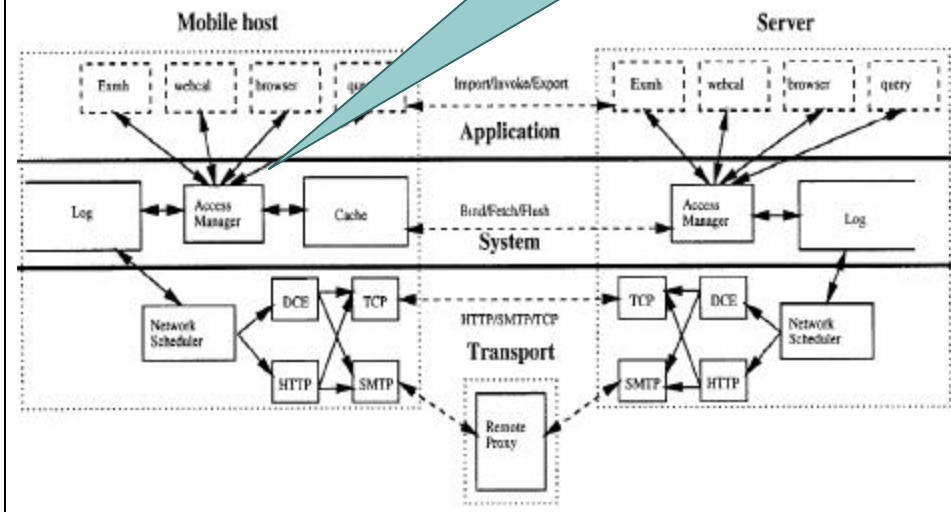 Mobile host
Server
Exmh
webcal
browser
Import/Invoke/Export
Exmh
webcal
browser
query
Application
Log
Access
Manager
Cache
Bind/Fetch/Flush
Access
Manager
Log
System
Network
Scheduler
DCE
TCP
HTTP
SMTP
HTTP/SMTP/TCP
Transport
TCP
DCE
SMTP
HTTP
Network
Scheduler
Remote
Proxy